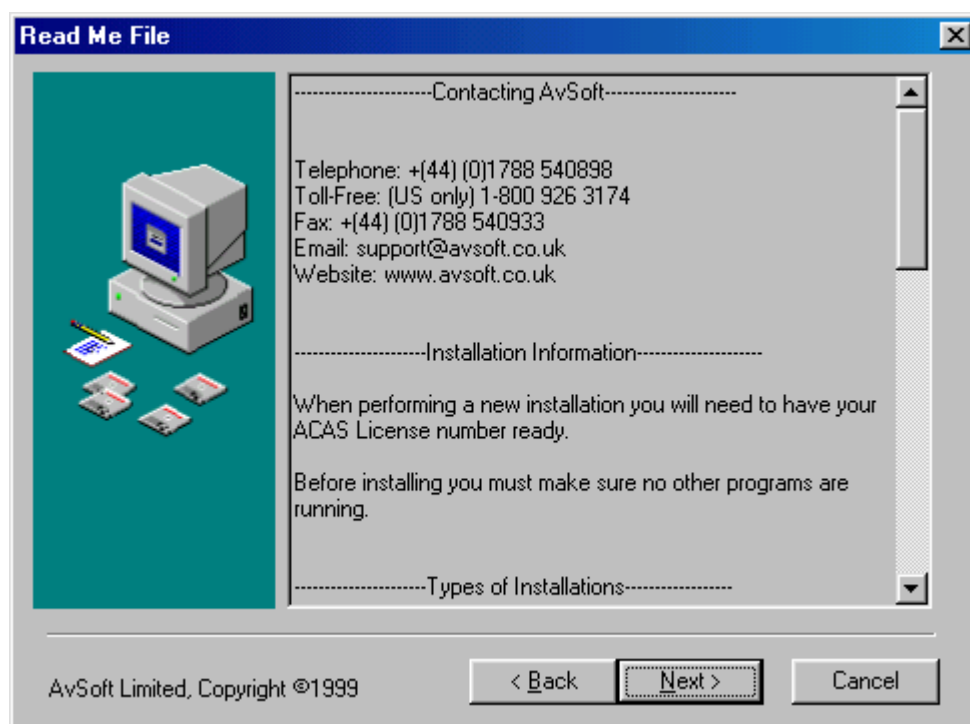 Read Me File
-----------------------Contacting AvSoft----------------------
Telephone: +(44) (0)1788 540898
Toll-Free: (US only) 1-800 926 3174
Fax: +(44) (0)1788 540933
Email: support@avsoft.co.uk
Website: www.avsoft.co.uk
----------------------Installation Information---------------------
When performing a new installation you will need to have your
ACAS License number ready.
Before installing you must make sure no other programs are
running.
----------------------Types of Installations------------------
AvSoft Limited, Copyright ©1999
< Back
Next >
Cancel